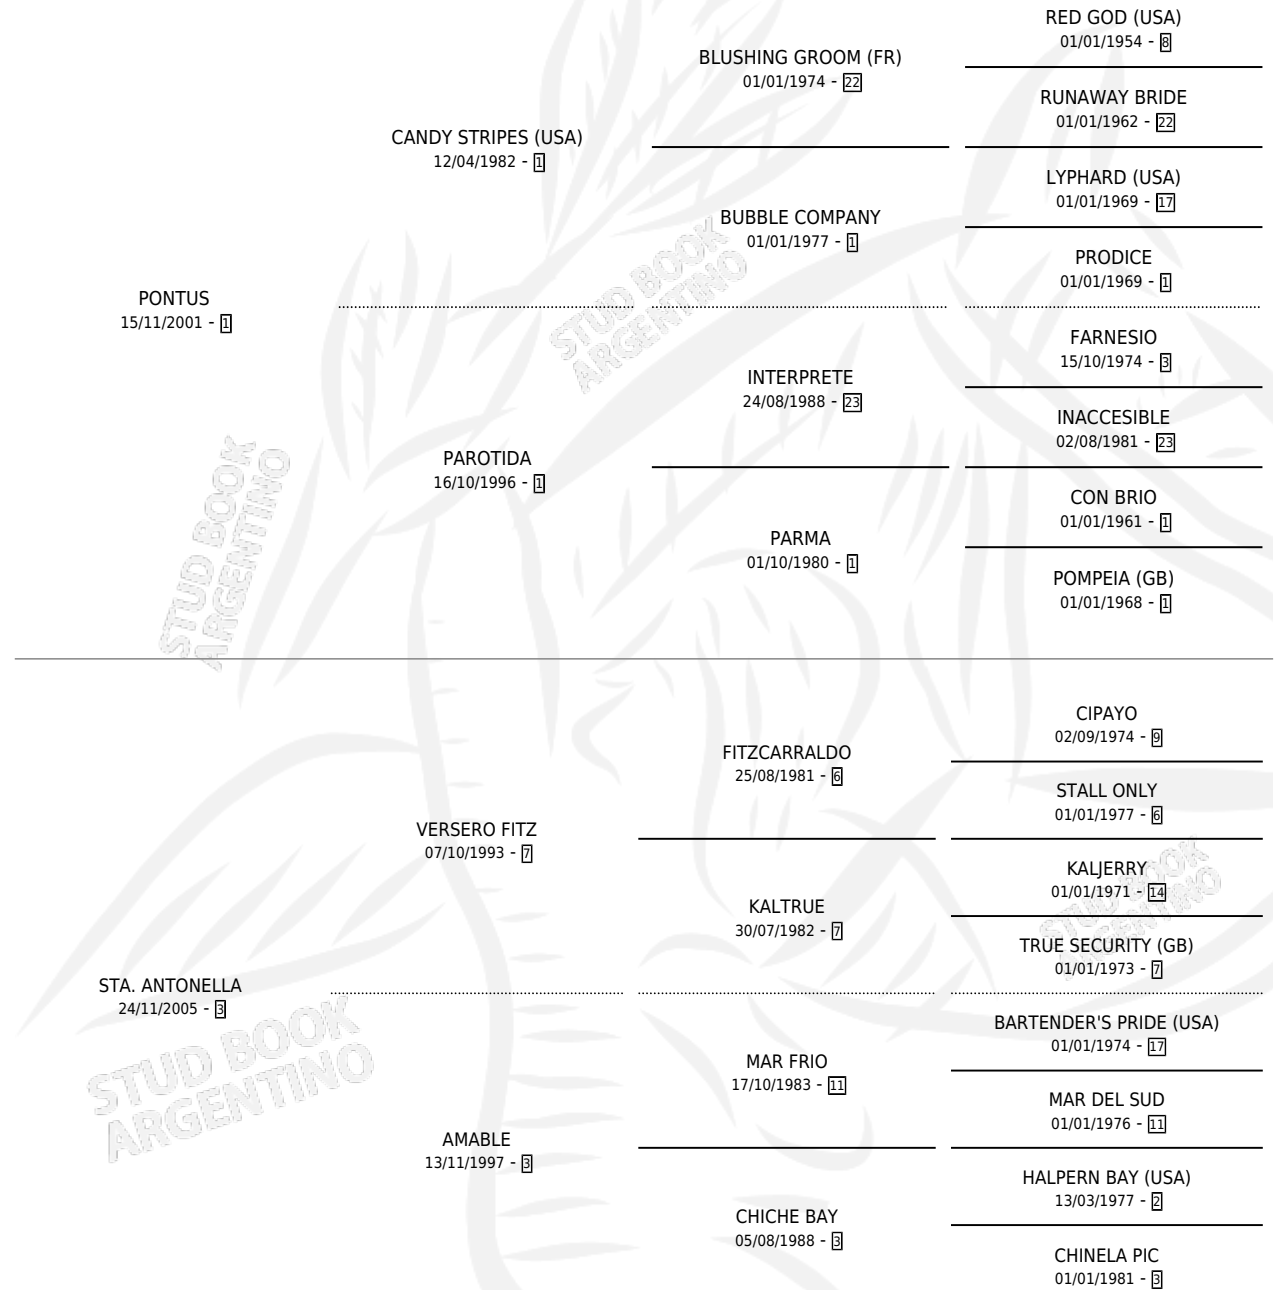 RED GOD (USA)
01/01/1954 - 8
BLUSHING GROOM (FR)
01/01/1974 - 22
RUNAWAY BRIDE
01/01/1962 - 22
CANDY STRIPES (USA)
12/04/1982 - 1
LYPHARD (USA)
01/01/1969 - 17
BUBBLE COMPANY
01/01/1977 - 1
PRODICE
01/01/1969 - 1
PONTUS
15/11/2001 - 1
FARNESIO
15/10/1974 - 3
INTERPRETE
24/08/1988 - 23
INACCESIBLE
02/08/1981 - 23
PAROTIDA
16/10/1996 - 1
CON BRIO
01/01/1961 - 1
PARMA
01/10/1980 - 1
POMPEIA (GB)
01/01/1968 - 1
CIPAYO
02/09/1974 - 9
FITZCARRALDO
25/08/1981 - 6
STALL ONLY
01/01/1977 - 6
VERSERO FITZ
07/10/1993 - 7
KALJERRY
01/01/1971 - 14
KALTRUE
30/07/1982 - 7
TRUE SECURITY (GB)
01/01/1973 - 7
STA. ANTONELLA
24/11/2005 - 3
BARTENDER'S PRIDE (USA)
01/01/1974 - 17
MAR FRIO
17/10/1983 - 11
MAR DEL SUD
01/01/1976 - 11
AMABLE
13/11/1997 - 3
HALPERN BAY (USA)
13/03/1977 - 2
CHICHE BAY
05/08/1988 - 3
CHINELA PIC
01/01/1981 - 3
STUD BOOK
ARGENTINO
STUD BOOK
ARGENTINO
STUD BOOK
ARGENTINO
STUD BOOK
ARGENTINO